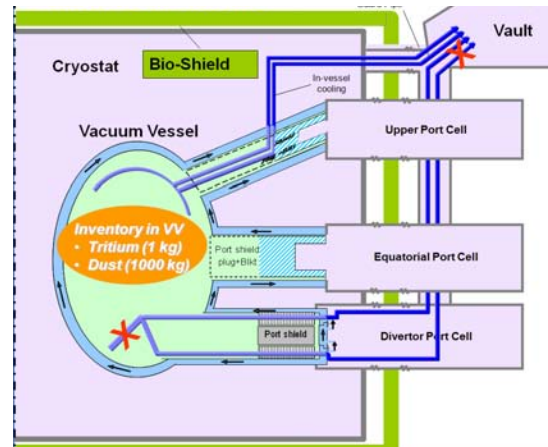 Vault
Bio-Shield
Cryostat
In-vessel
cooling
Vacuum Vessel
Upper Port Cell
Inventory in VV
• Tritium (1 kg)
• Dust (1000 kg)
Port shield
plug+Blkt
Equatorial Port Cell
Port shield
Divertor Port Cell